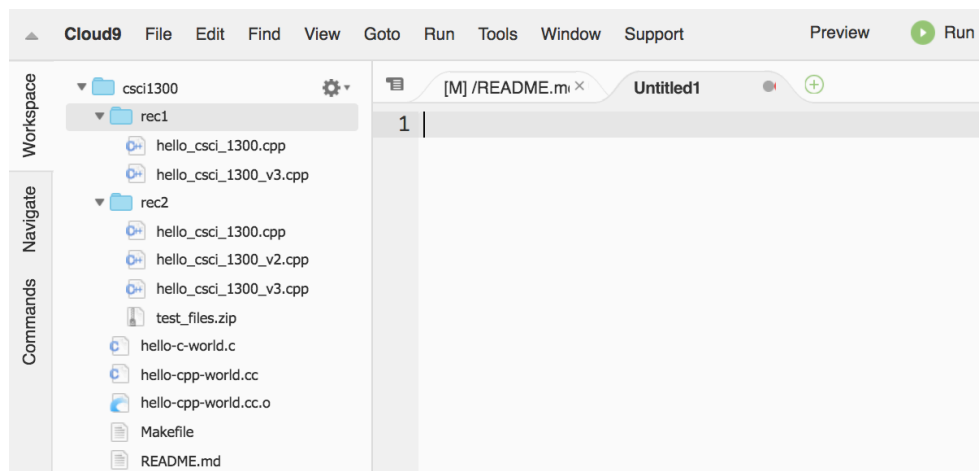 Cloud9 File Edit Find View Goto Run Tools Window Support Preview Run
Workspace
Navigate
Commands
csci1300
rec1
hello_csci_1300.cpp
hello_csci_1300_v3.cpp
rec2
hello_csci_1300.cpp
hello_csci_1300_v2.cpp
hello_csci_1300_v3.cpp
test_files.zip
hello-c-world.c
hello-cpp-world.cc
hello-cpp-world.cc.o
Makefile
README.md
[M] /README.m Untitled1
1